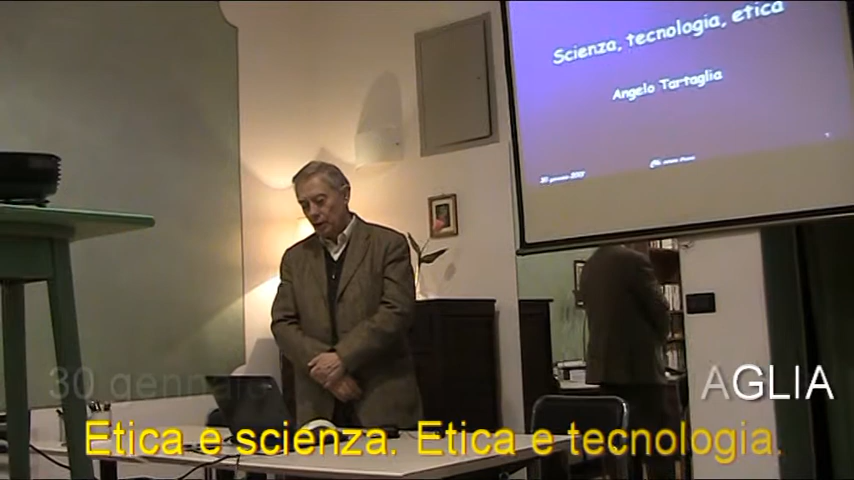 Scienza, tecnologia, etica
Angelo Tartaglia
30 gennaio
AGLIA
Etica e scienza. Etica e tecnologia.